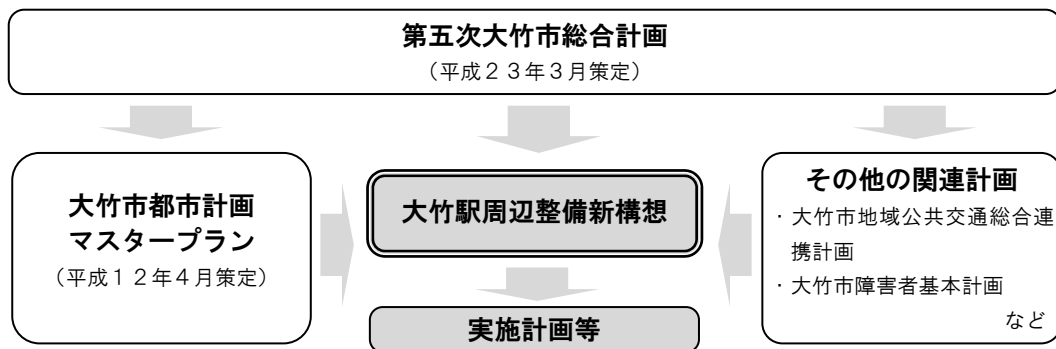 第五次大竹市総合計画
（平成２３年３月策定）
大竹市都市計画
マスタープラン
（平成１２年４月策定）
大竹駅周辺整備新構想
実施計画等
その他の関連計画
・大竹市地域公共交通総合連
携計画
・大竹市障害者基本計画
など